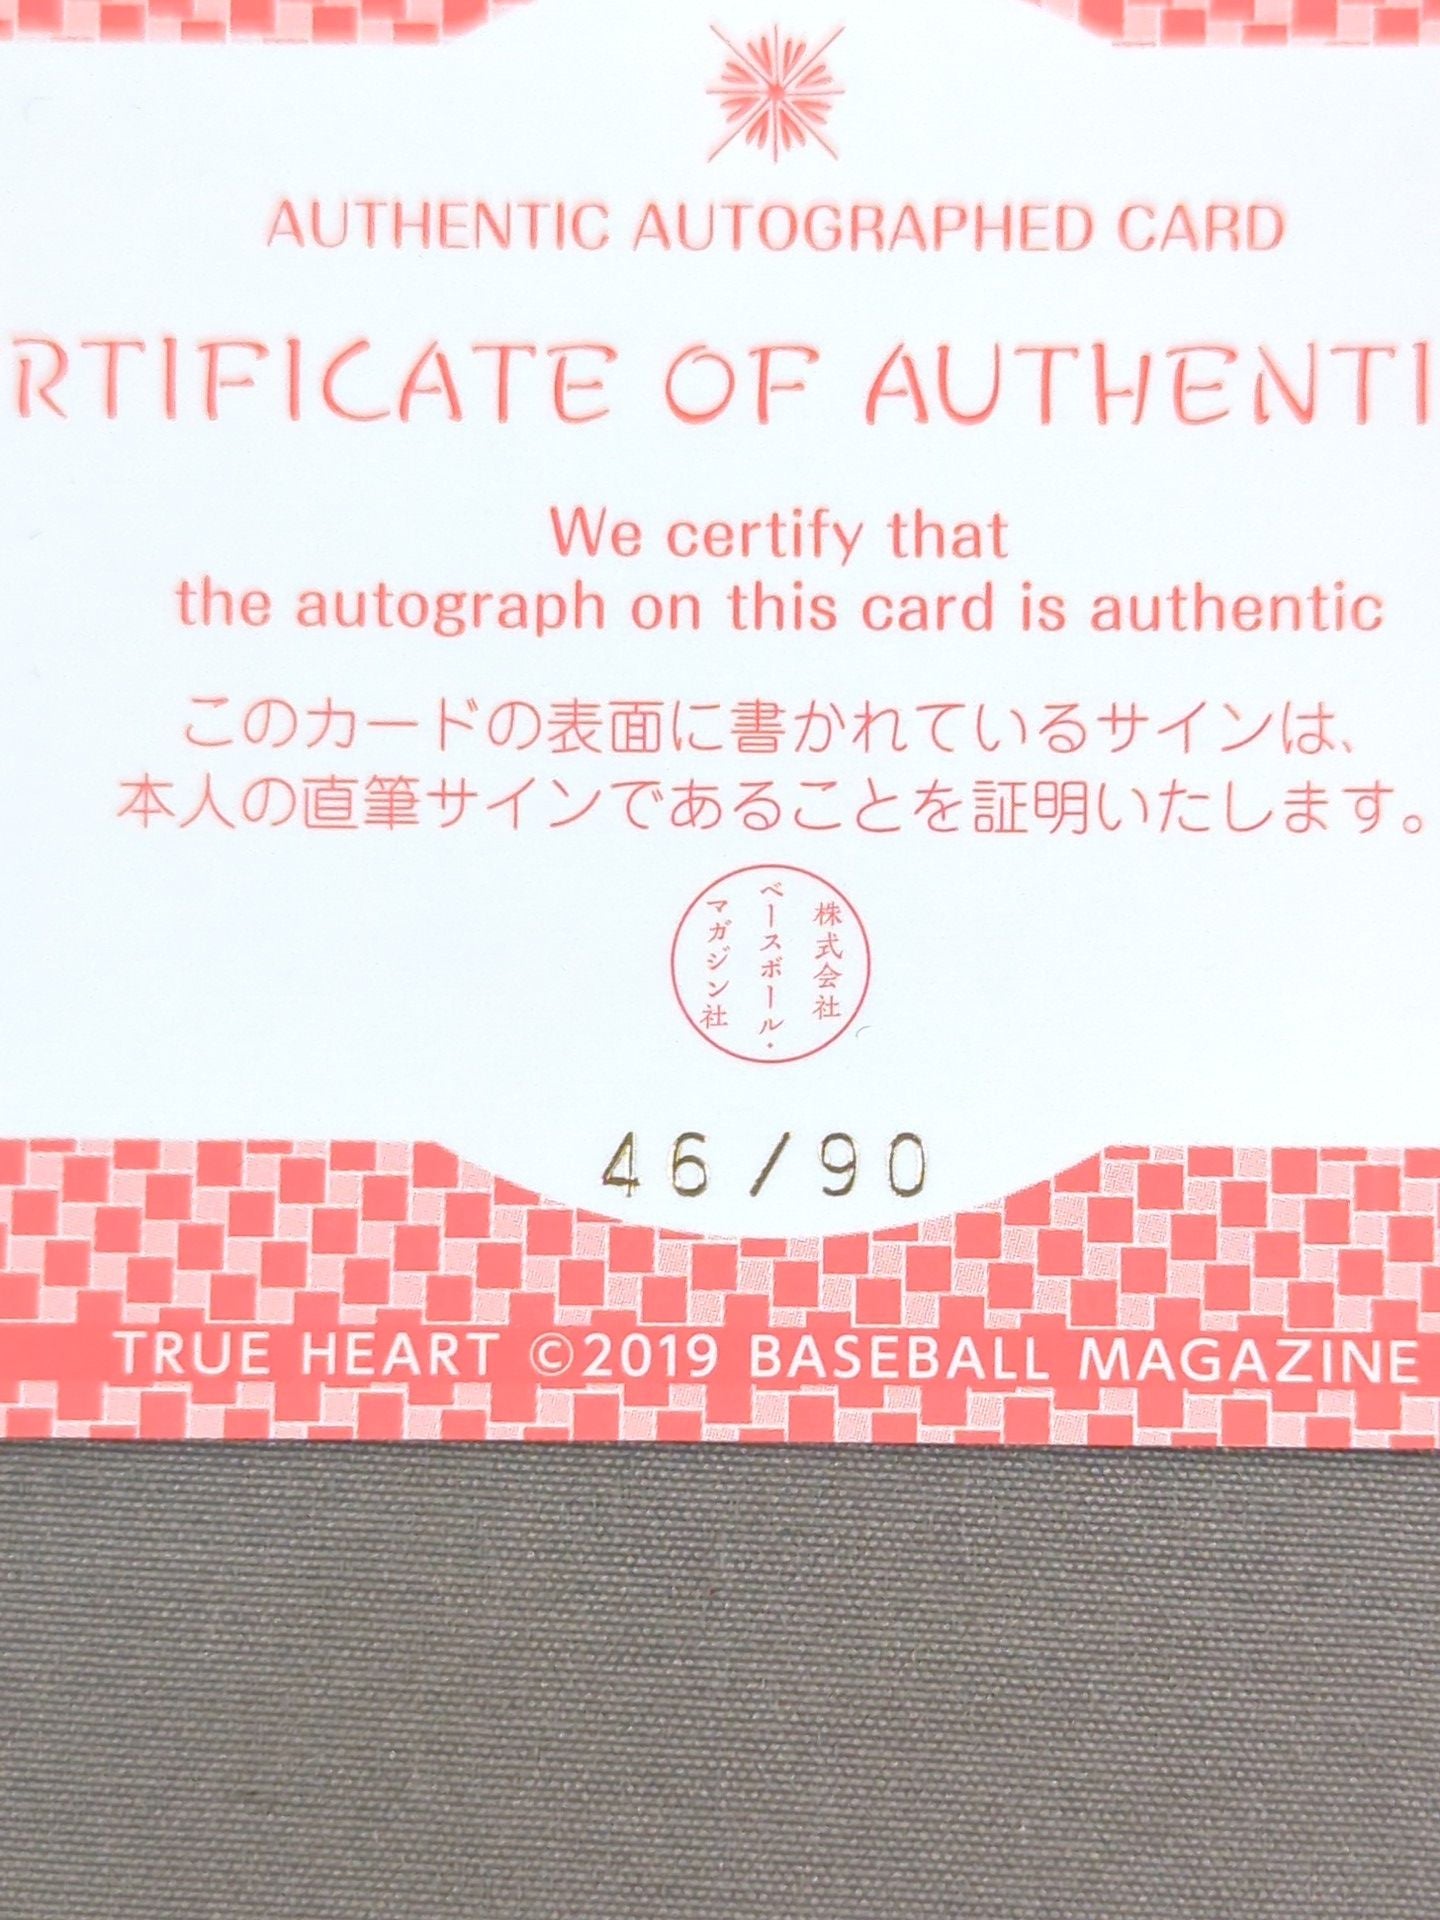 AUTHENTIC AUTOGRAPHED CARD
RTIFICATE OF AUTHENTI
We certify that
the autograph on this card is authentic
このカードの表面に書かれているサインは、
本人の直筆サインであることを証明いたします。
株式会社
ベースボール・
マガジン社
46/90
TRUE HEART ©2019 BASEBALL MAGAZINE